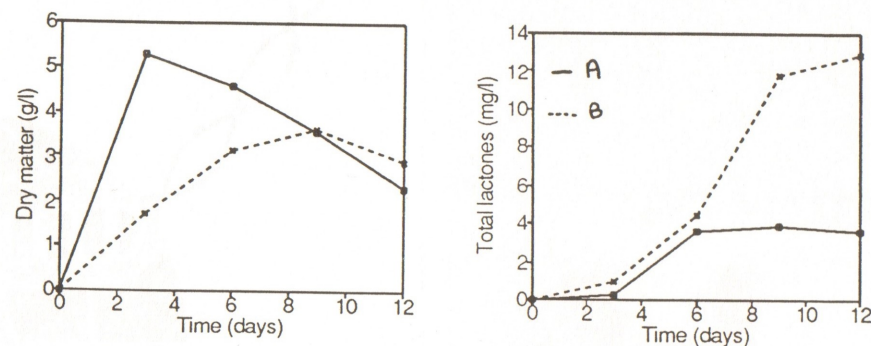 6
5
4
3
2
1
0
Dry matter (g/l)
0 2 4 6 8 10 12
Time (days)
14
12
10
8
6
4
2
0
Total lactones (mg/l)
A
B
0 2 4 6 8 10 12
Time (days)